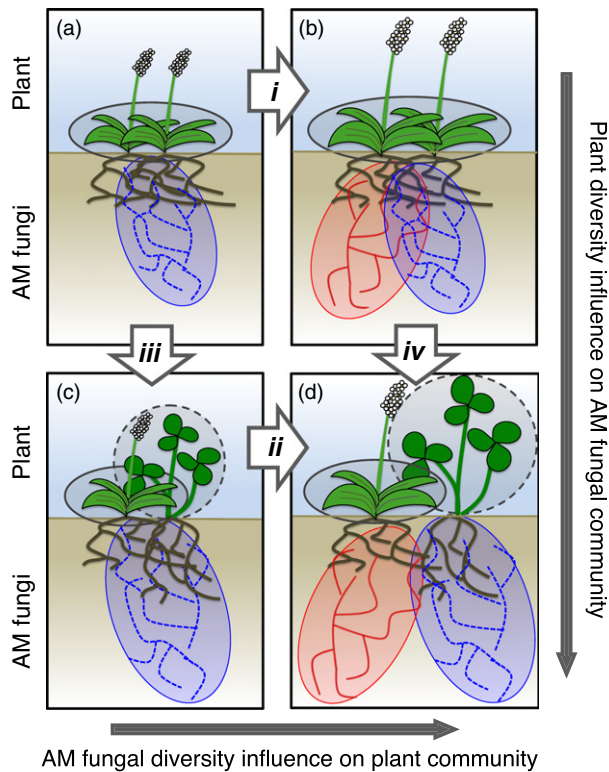 (a)
(b)
Plant
i
AM fungi
iii
iv
(c)
(d)
Plant
ii
AM fungi
Plant diversity influence on AM fungal community
AM fungal diversity influence on plant community